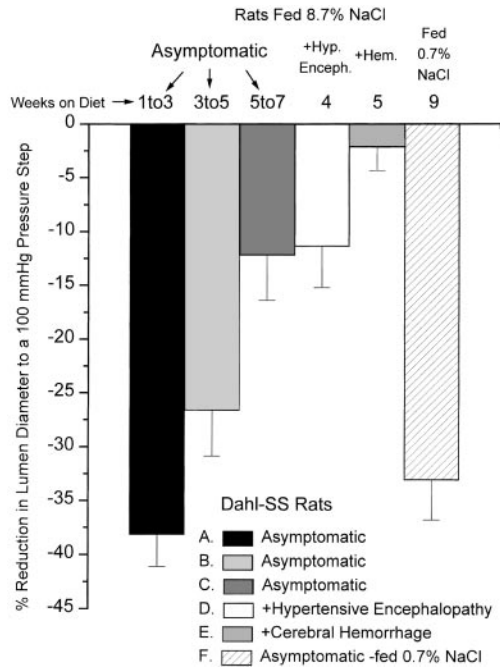 Rats Fed 8.7% NaCl
Asymptomatic
+Hyp.
Enceph.
+Hem.
Fed
0.7%
NaCl
Weeks on Diet
1to3
3to5
5to7
4
5
9
% Reduction in Lumen Diameter to a 100 mmHg Pressure Step
0
-5
-10
-15
-20
-25
-30
-35
-40
-45
Dahl-SS Rats
A. Asymptomatic
B. Asymptomatic
C. Asymptomatic
D. +Hypertensive Encephalopathy
E. +Cerebral Hemorrhage
F. Asymptomatic -fed 0.7% NaCl